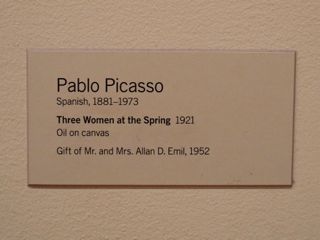 Pablo Picasso
Spanish, 1881–1973
Three Women at the Spring 1921
Oil on canvas
Gift of Mr. and Mrs. Allan D. Emil, 1952